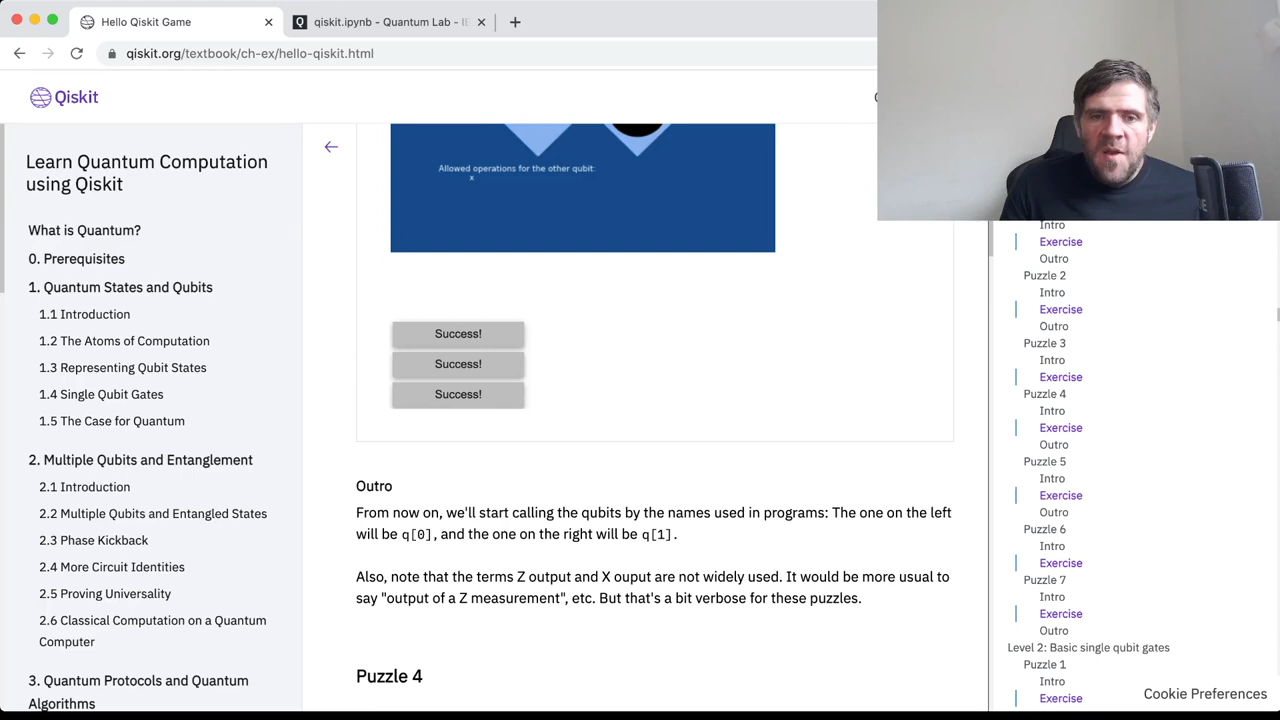 Hello Qiskit Game
qiskit.ipynb - Quantum Lab - IE
qiskit.org/textbook/ch-ex/hello-qiskit.html
Qiskit
Learn Quantum Computation
using Qiskit
What is Quantum?
0. Prerequisites
1. Quantum States and Qubits
1.1 Introduction
1.2 The Atoms of Computation
1.3 Representing Qubit States
1.4 Single Qubit Gates
1.5 The Case for Quantum
2. Multiple Qubits and Entanglement
2.1 Introduction
2.2 Multiple Qubits and Entangled States
2.3 Phase Kickback
2.4 More Circuit Identities
2.5 Proving Universality
2.6 Classical Computation on a Quantum
Computer
3. Quantum Protocols and Quantum
Algorithms
Allowed operations for the other qubit:
x
Success!
Success!
Success!
Outro
From now on, we'll start calling the qubits by the names used in programs: The one on the left
will be q[0], and the one on the right will be q[1].
Also, note that the terms Z output and X ouput are not widely used. It would be more usual to
say "output of a Z measurement", etc. But that's a bit verbose for these puzzles.
Puzzle 4
Intro
Exercise
Outro
Puzzle 2
Intro
Exercise
Outro
Puzzle 3
Intro
Exercise
Puzzle 4
Intro
Exercise
Outro
Puzzle 5
Intro
Exercise
Outro
Puzzle 6
Intro
Exercise
Puzzle 7
Intro
Exercise
Outro
Level 2: Basic single qubit gates
Puzzle 1
Intro
Exercise
Cookie Preferences